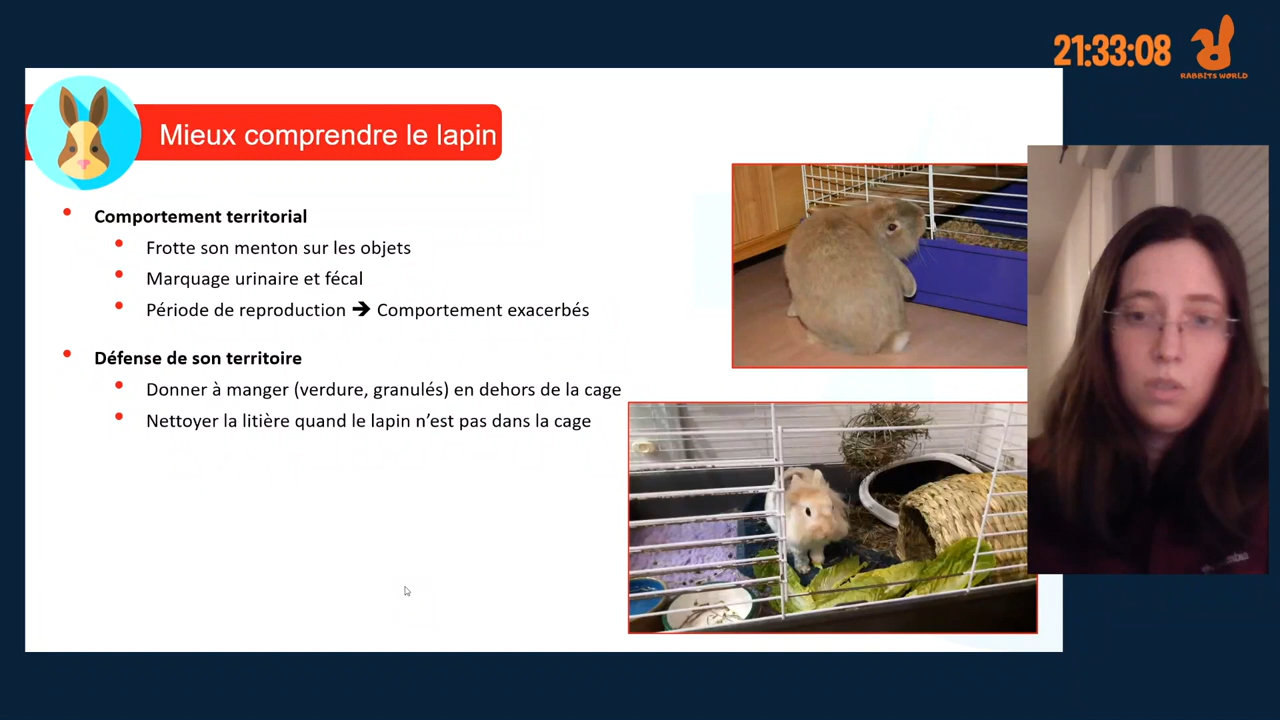 21:33:08
RABBITS WORLD
Mieux comprendre le lapin
Comportement territorial
Frotte son menton sur les objets
Marquage urinaire et fécal
Période de reproduction ➔ Comportement exacerbés
Défense de son territoire
Donner à manger (verdure, granulés) en dehors de la cage
Nettoyer la litière quand le lapin n’est pas dans la cage